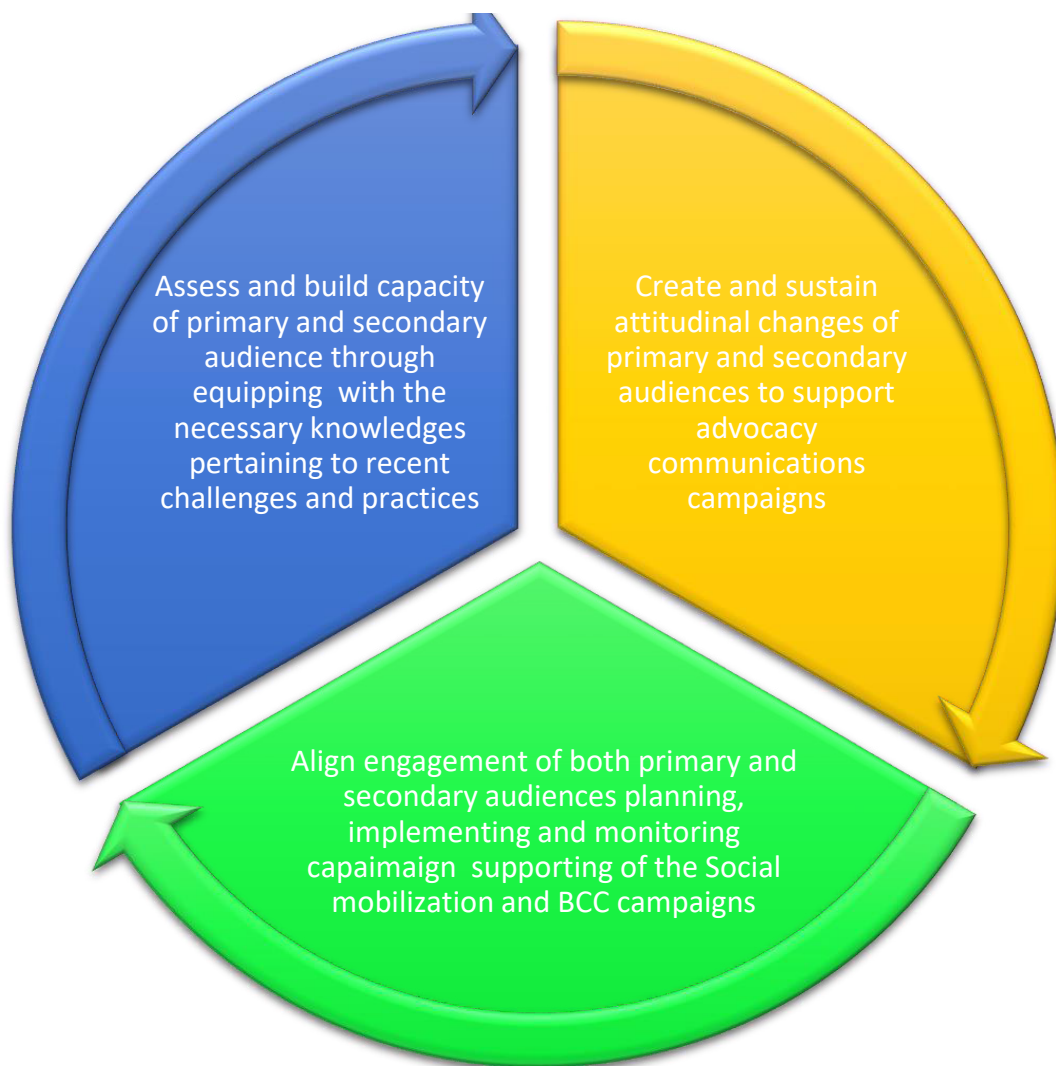 Assess and build capacity
of primary and secondary
audience through
equipping  with the
necessary knowledges
pertaining to recent
challenges and practices
Create and sustain
attitudinal changes of
primary and secondary
audiences to support
advocacy
communications
campaigns
Align engagement of both primary and
secondary audiences planning,
implementing and monitoring
capaimaign  supporting of the Social
mobilization and BCC campaigns